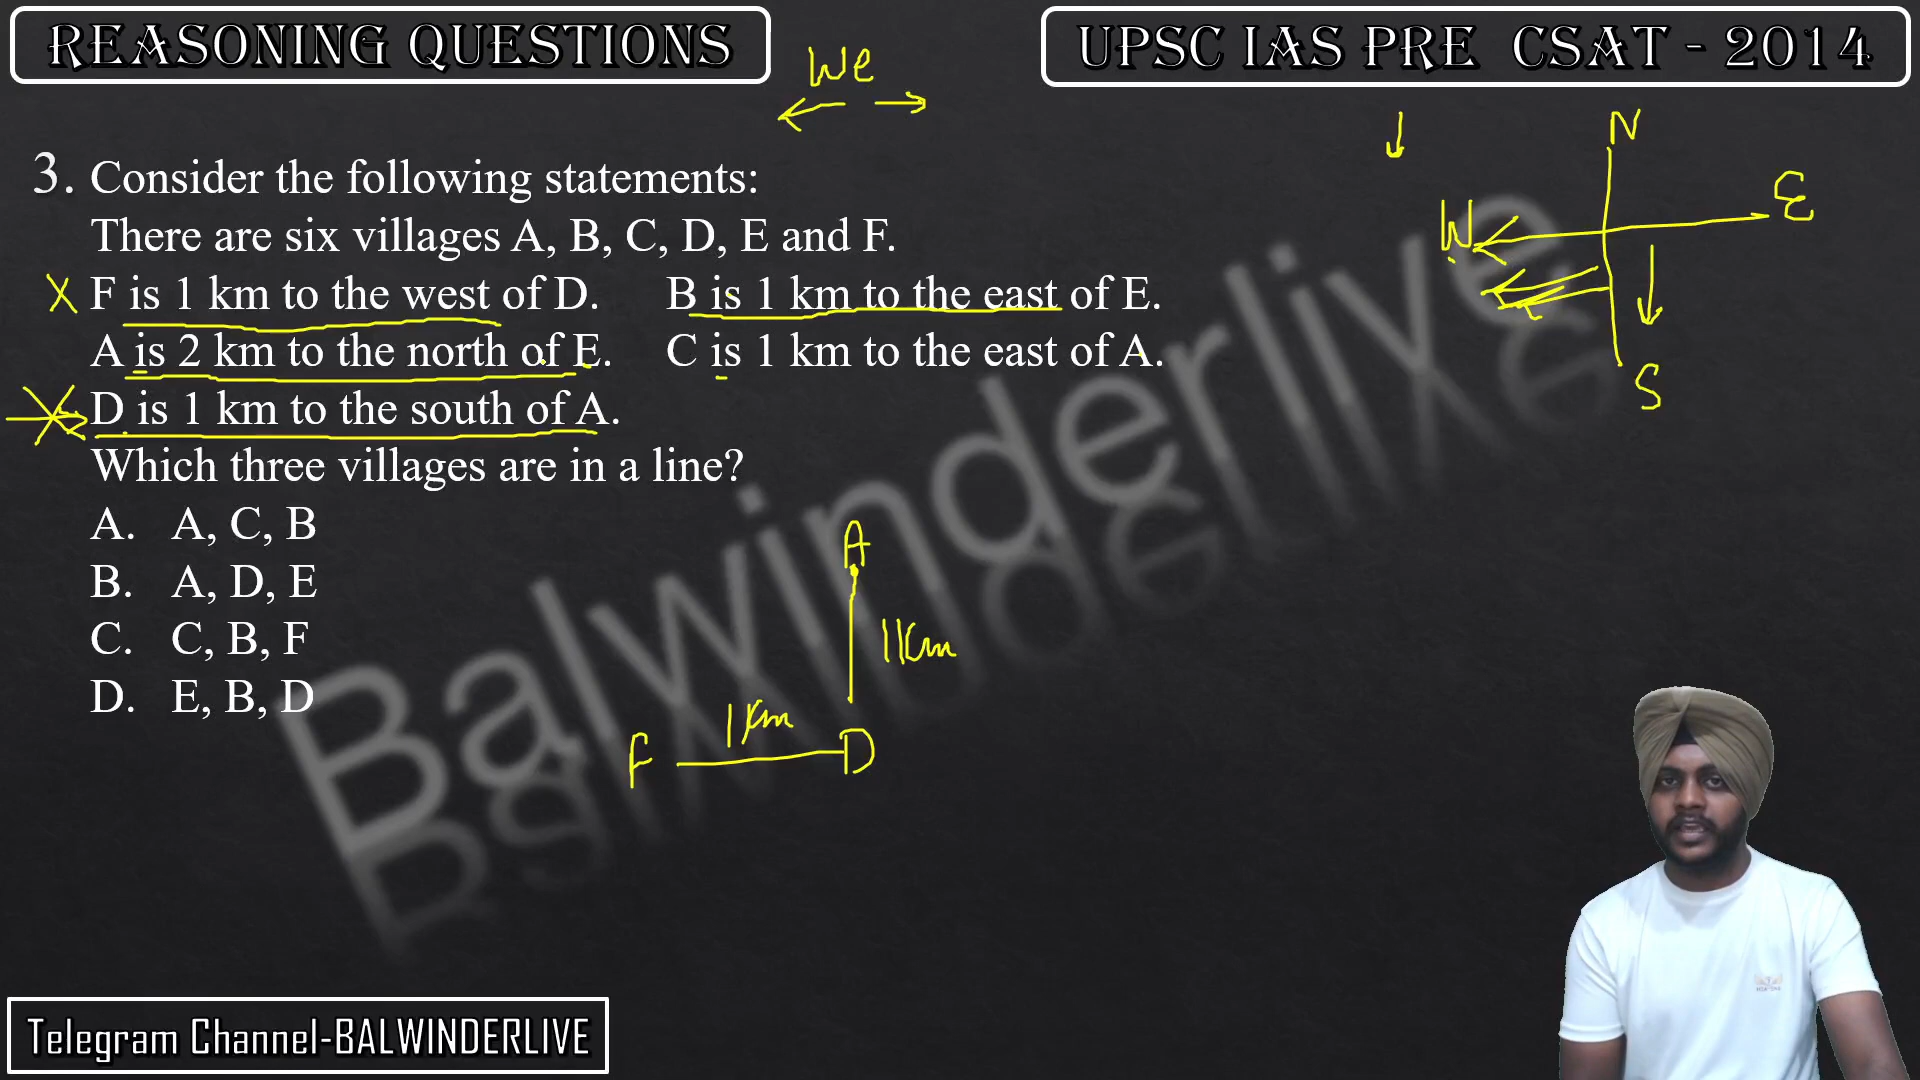 REASONING QUESTIONS
UPSC IAS PRE CSAT - 2014
We
N
W
E
S
3. Consider the following statements:
There are six villages A, B, C, D, E and F.
X F is 1 km to the west of D. B is 1 km to the east of E.
A is 2 km to the north of E. C is 1 km to the east of A.
D is 1 km to the south of A.
Which three villages are in a line?
A. A, C, B
B. A, D, E
C. C, B, F
D. E, B, D
A
1km
1km
F
D
Balwinderlive
Telegram Channel-BALWINDERLIVE